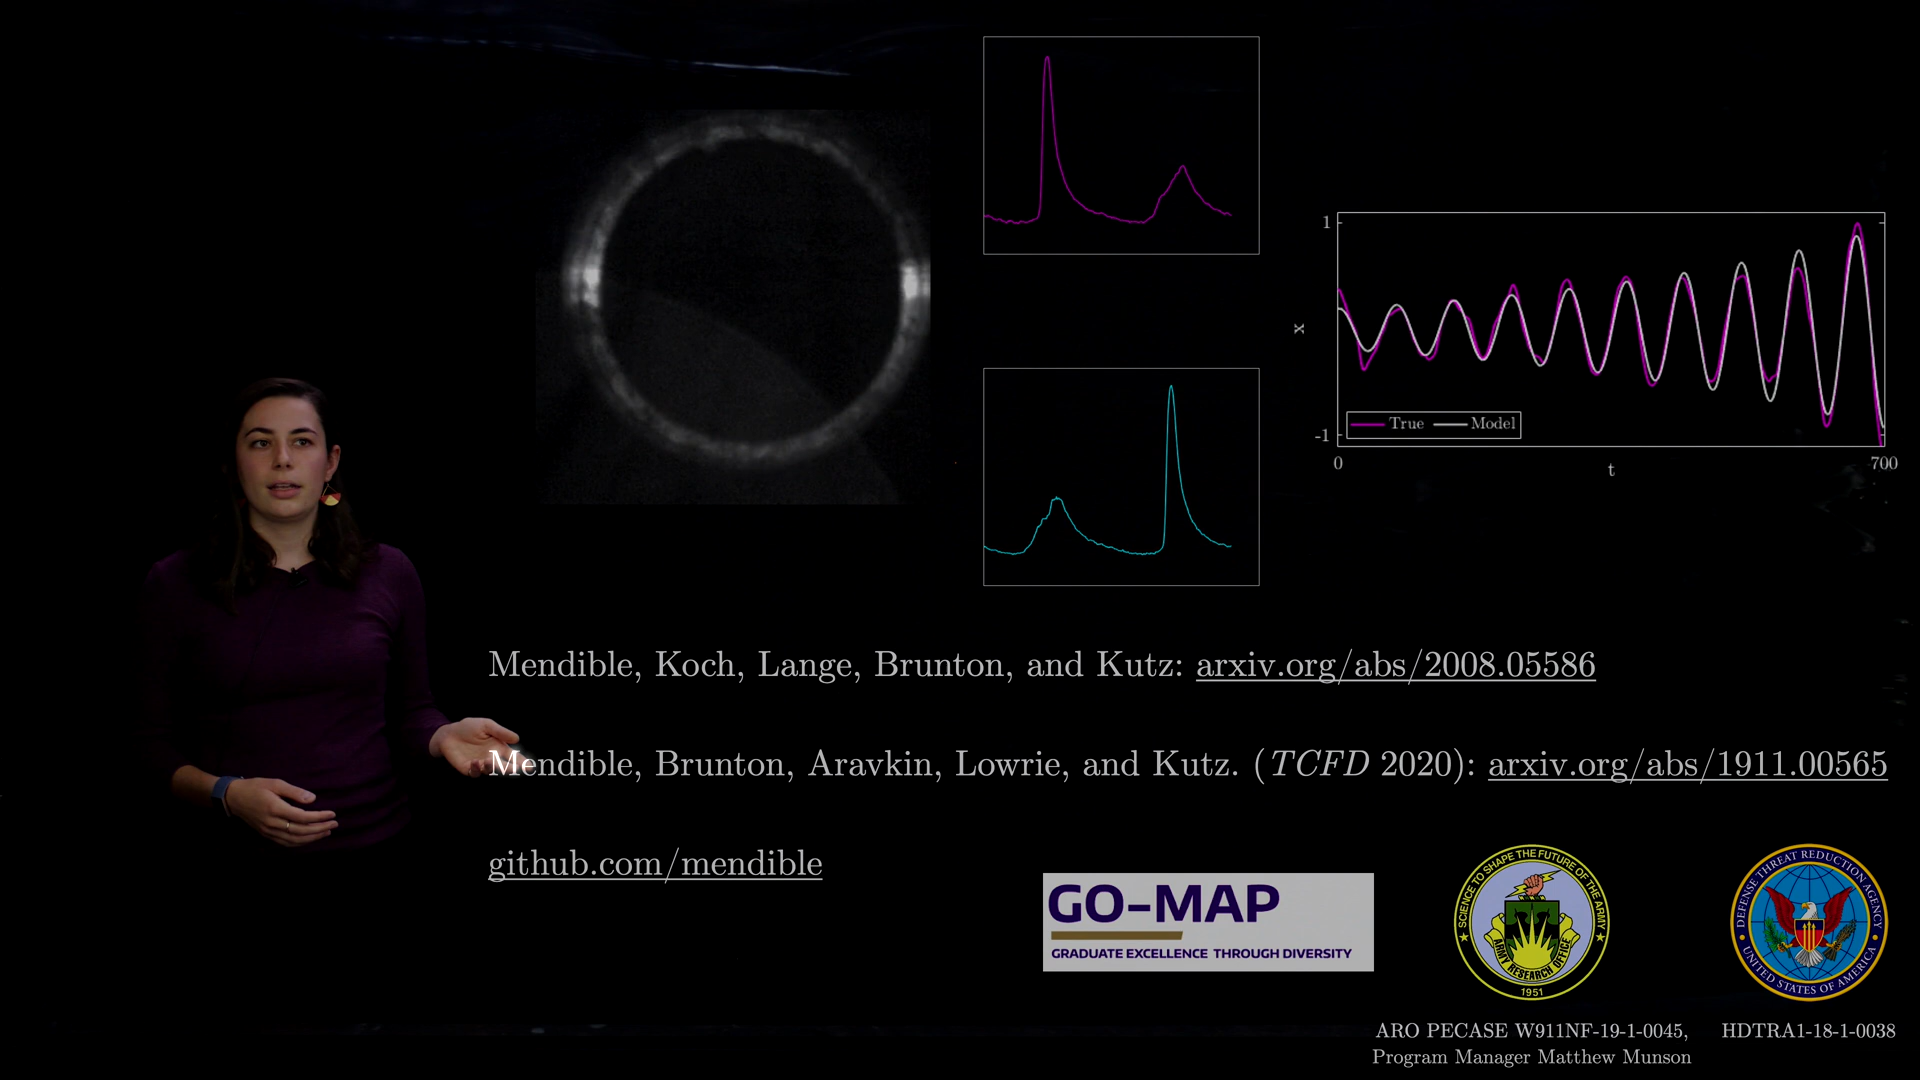 1
x
-1
True
Model
0
t
700
Mendible, Koch, Lange, Brunton, and Kutz: arxiv.org/abs/2008.05586
Mendible, Brunton, Aravkin, Lowrie, and Kutz. (TCFD 2020): arxiv.org/abs/1911.00565
github.com/mendible
GO-MAP
GRADUATE EXCELLENCE THROUGH DIVERSITY
SCIENCE TO SHAPE THE FUTURE OF THE ARMY
ARMY RESEARCH OFFICE
1951
DEFENSE THREAT REDUCTION AGENCY
UNITED STATES OF AMERICA
ARO PECASE W911NF-19-1-0045,
Program Manager Matthew Munson
HDTRA1-18-1-0038